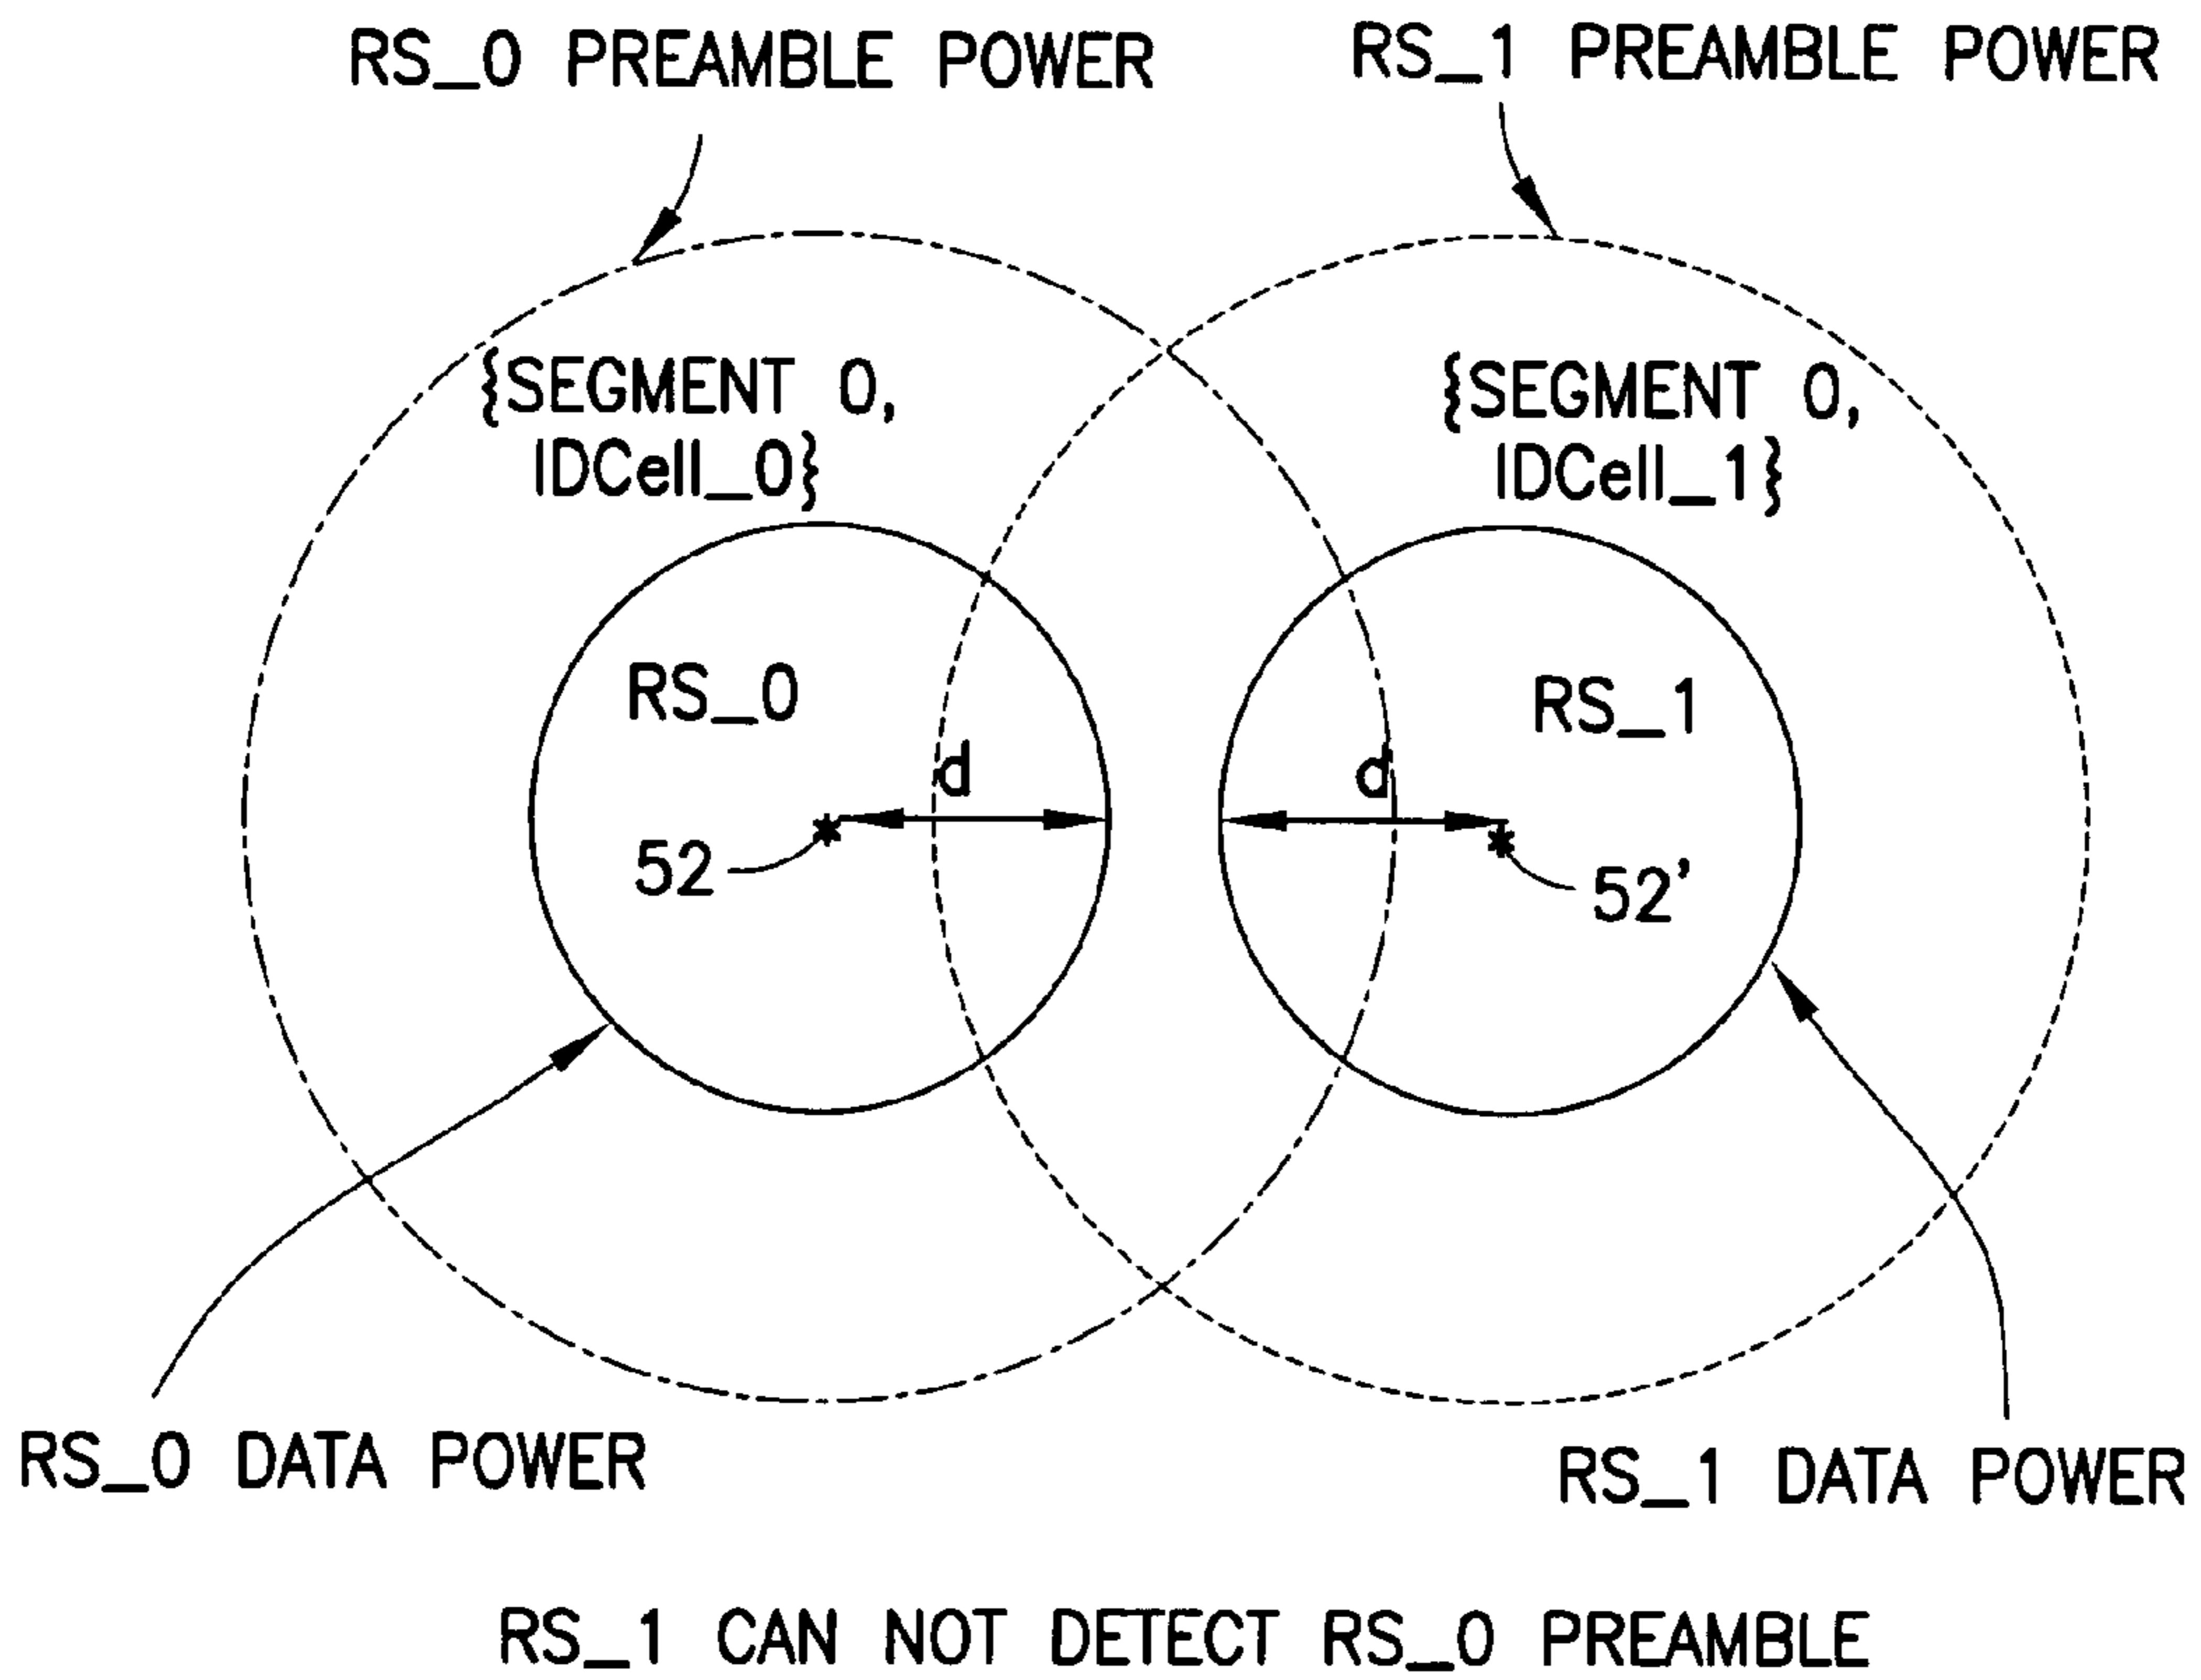 RS_0 PREAMBLE POWER
RS_1 PREAMBLE POWER
{SEGMENT 0,
IDCell_0}
{SEGMENT 0,
IDCell_1}
RS_0
RS_1
d
d
52
52'
RS_0 DATA POWER
RS_1 DATA POWER
RS_1 CAN NOT DETECT RS_0 PREAMBLE